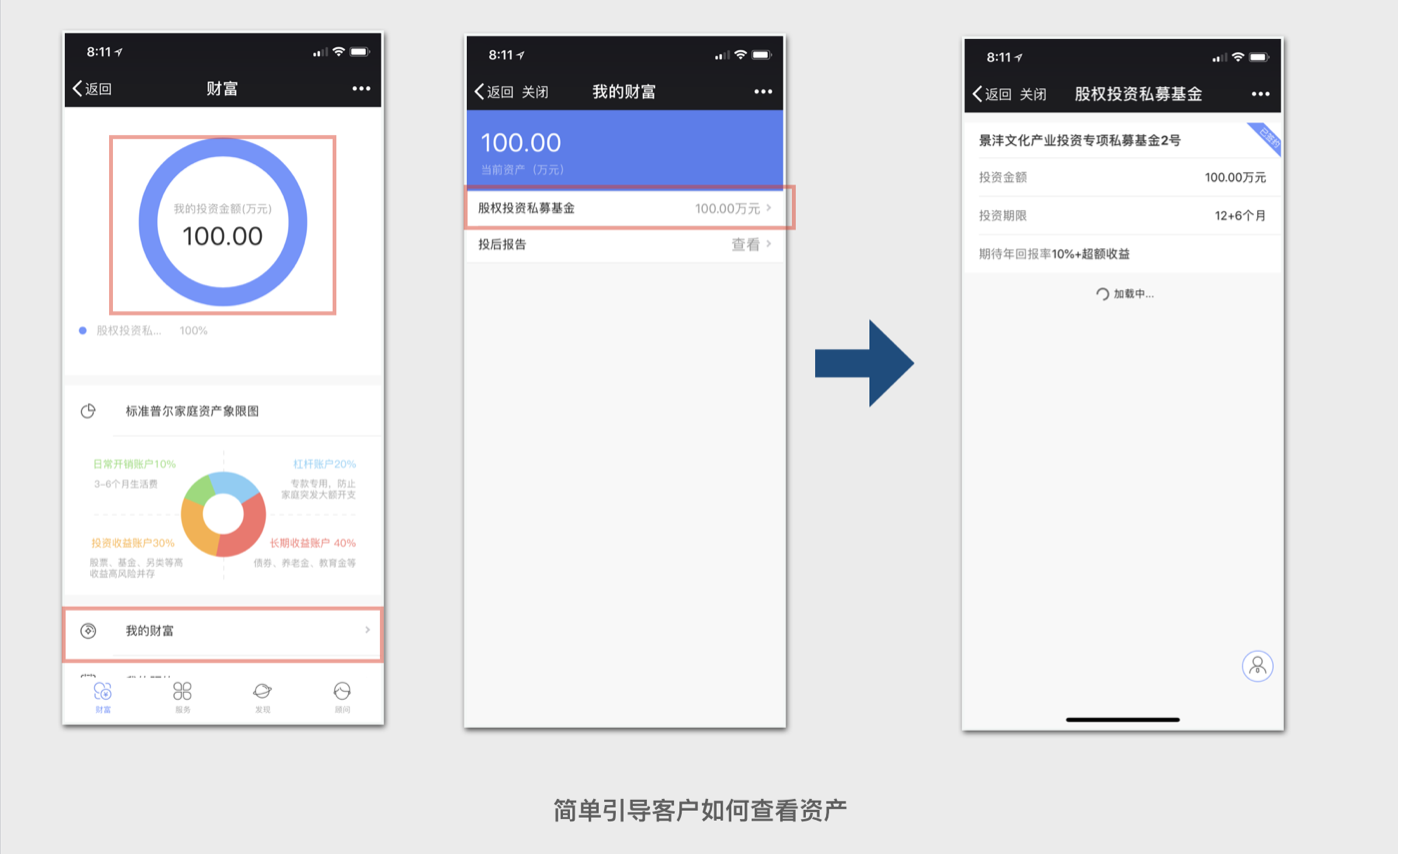 8:11
返回
财富
我的投资金额(万元)
100.00
股权投资私... 100%
标准普尔家庭资产象限图
日常开销账户10%
3-6个月生活费
杠杆账户20%
专款专用，防止
家庭突发大额开支
投资收益账户30%
股票、基金、另类等高
收益高风险并存
长期收益账户 40%
债券、养老金、教育金等
我的财富
财富
服务
发现
顾问
8:11
返回 关闭
我的财富
100.00
当前资产（万元）
股权投资私募基金 100.00万元
投后报告 查看
8:11
返回 关闭
股权投资私募基金
景沣文化产业投资专项私募基金2号
投资金额 100.00万元
投资期限 12+6个月
期待年回报率10%+超额收益
加载中...
简单引导客户如何查看资产